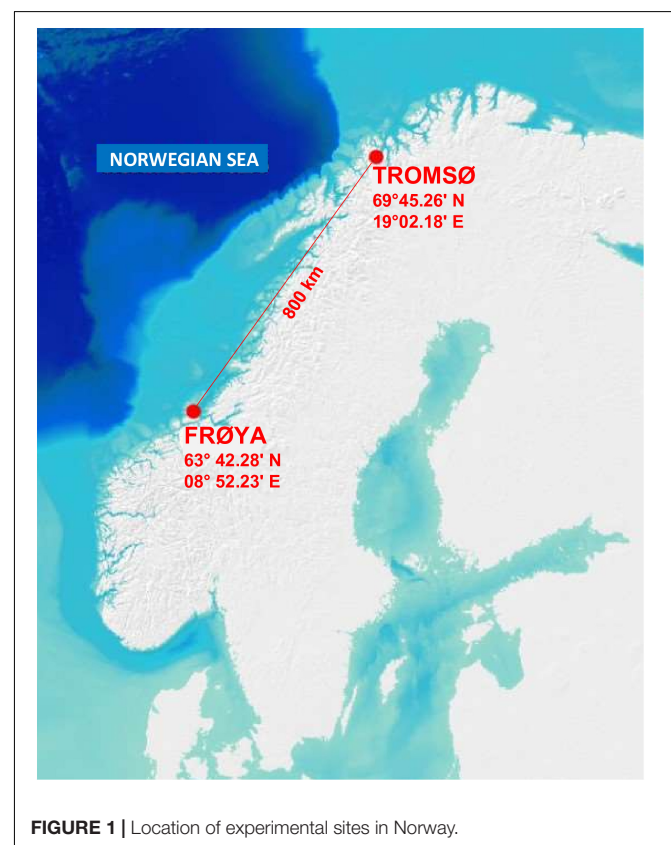 NORWEGIAN SEA
TROMSØ
69°45.26' N
19°02.18' E
800 km
FRØYA
63° 42.28' N
08° 52.23' E
FIGURE 1 | Location of experimental sites in Norway.